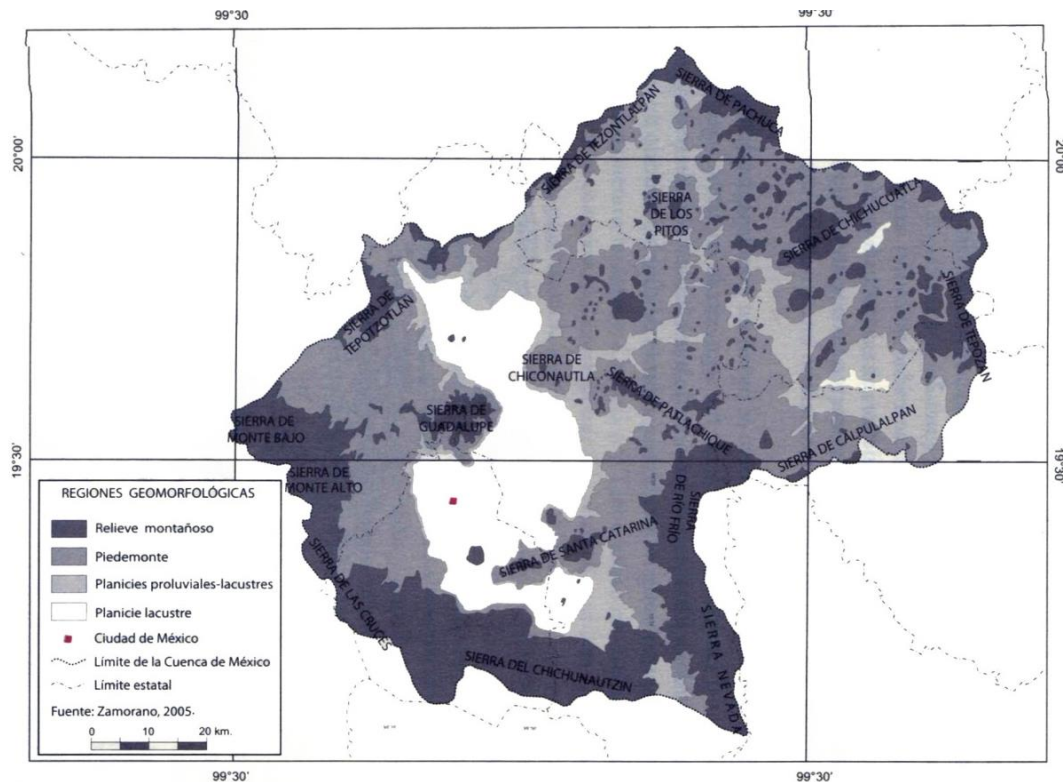 99°30
99°30
SIERRA DE PACHUCA
SIERRA DE TEZONTLALPAN
20°00'
20°00'
SIERRA
DE LOS
PITOS
SIERRA DE CHICHUCUATLA
SIERRA DE
TEPOTZOTLÁN
SIERRA DE TEPOZAN
SIERRA DE
CHICONAUTLA
SIERRA DE PATLACHIQUE
SIERRA DE
GUADALUPE
SIERRA DE
MONTE BAJO
SIERRA DE CALPULALPAN
19°30'
19°30'
SIERRA DE
MONTE ALTO
SIERRA
DE RÍO FRÍO
SIERRA DE SANTA CATARINA
SIERRA DE LAS CRUCES
SIERRA NEVADA
SIERRA DEL CHICHUNAUTZIN
REGIONES GEOMORFOLÓGICAS
Relieve montañoso
Piedemonte
Planicies proluviales-lacustres
Planicie lacustre
Ciudad de México
Límite de la Cuenca de México
Límite estatal
Fuente: Zamorano, 2005.
0 10 20 km.
99°30'
99°30'